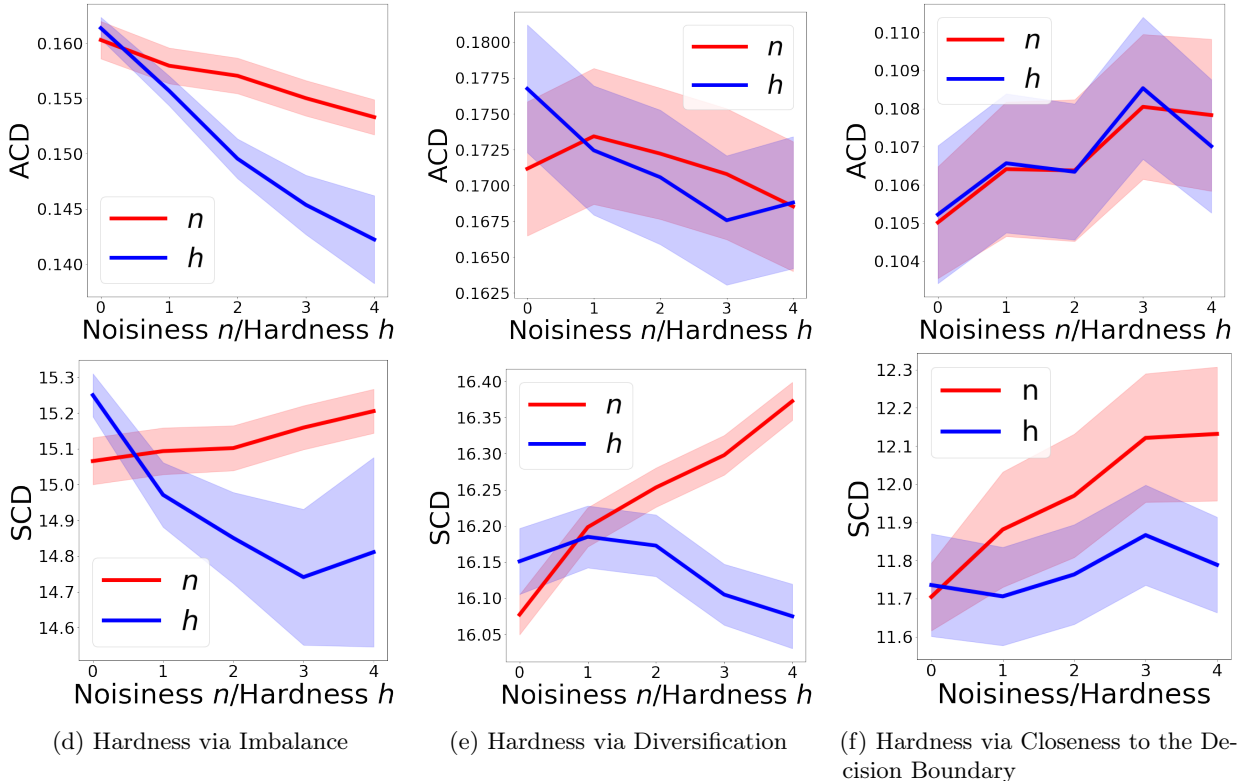 0.160
0.155
0.150
0.145
0.140
ACD
n
h
0 1 2 3 4
Noisiness n/Hardness h
0.1800
0.1775
0.1750
0.1725
0.1700
0.1675
0.1650
0.1625
ACD
n
h
0 1 2 3 4
Noisiness n/Hardness h
0.110
0.109
0.108
0.107
0.106
0.105
0.104
ACD
n
h
0 1 2 3 4
Noisiness n/Hardness h
15.3
15.2
15.1
15.0
14.9
14.8
14.7
14.6
SCD
n
h
0 1 2 3 4
Noisiness n/Hardness h
(d) Hardness via Imbalance
16.40
16.35
16.30
16.25
16.20
16.15
16.10
16.05
SCD
n
h
0 1 2 3 4
Noisiness n/Hardness h
(e) Hardness via Diversification
12.3
12.2
12.1
12.0
11.9
11.8
11.7
11.6
SCD
n
h
0 1 2 3 4
Noisiness/Hardness
(f) Hardness via Closeness to the De-
cision Boundary